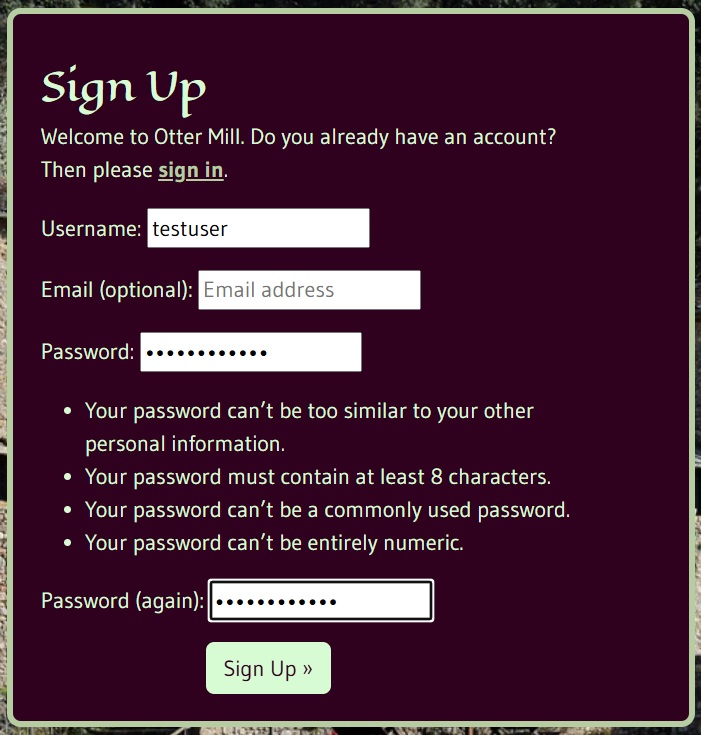 Sign Up
Welcome to Otter Mill. Do you already have an account?
Then please sign in.
Username: testuser
Email (optional): Email address
Password: ••••••••••••
• Your password can’t be too similar to your other
personal information.
• Your password must contain at least 8 characters.
• Your password can’t be a commonly used password.
• Your password can’t be entirely numeric.
Password (again): ••••••••••••
Sign Up »